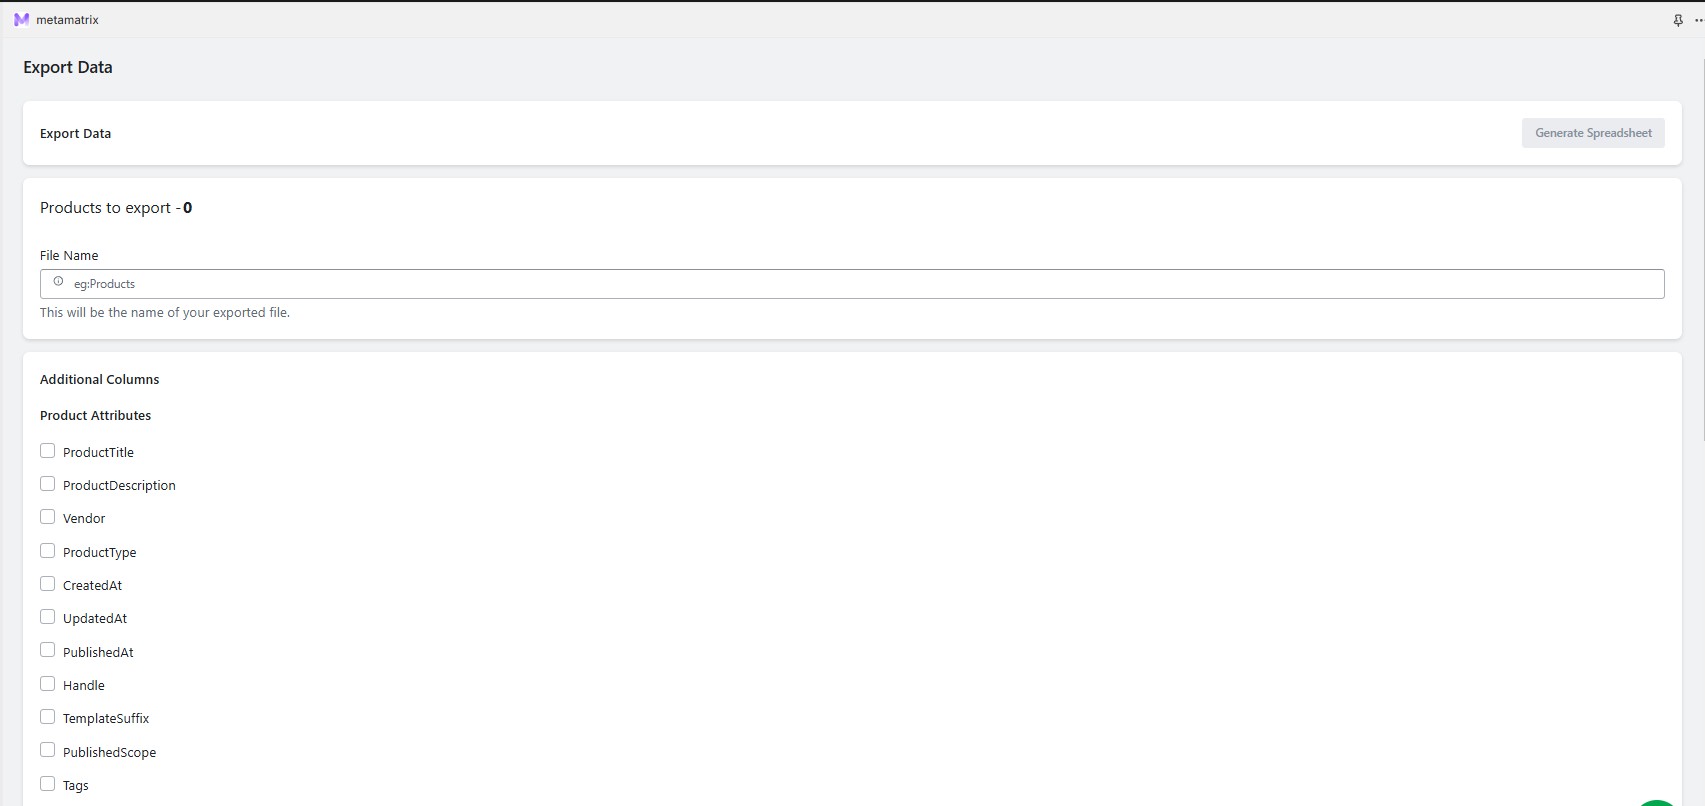 metamatrix
Export Data
Export Data
Generate Spreadsheet
Products to export -0
File Name
eg:Products
This will be the name of your exported file.
Additional Columns
Product Attributes
ProductTitle
ProductDescription
Vendor
ProductType
CreatedAt
UpdatedAt
PublishedAt
Handle
TemplateSuffix
PublishedScope
Tags